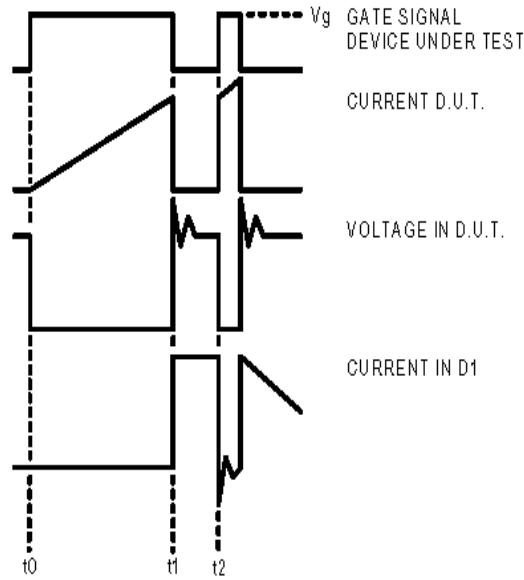 Vg GATE SIGNAL
DEVICE UNDER TEST
CURRENT D.U.T.
VOLTAGE IN D.U.T.
CURRENT IN D1
t0 t1 t2